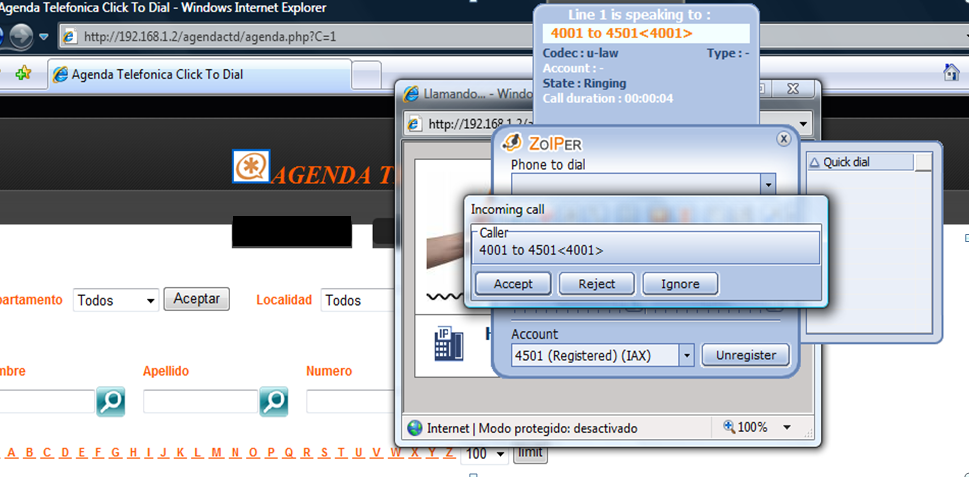 Agenda Telefonica Click To Dial - Windows Internet Explorer
http://192.168.1.2/agendactd/agenda.php?C=1
Agenda Telefonica Click To Dial
Line 1 is speaking to :
4001 to 4501<4001>
Codec : u-law Type : -
Account : -
State : Ringing
Call duration : 00:00:04
Llamando... -
http://192.168.1.2/
ZOIPER
Phone to dial
Quick dial
AGENDA
Incoming call
Caller
4001 to 4501<4001>
Accept Reject Ignore
Todos Aceptar Localidad Todos
IP
Account
4501 (Registered) (IAX) Unregister
Apellido Numero
Internet | Modo protegido: desactivado 100%
A B C D E F G H I J K L M N O P Q R S T U V W X Y Z 100 limit